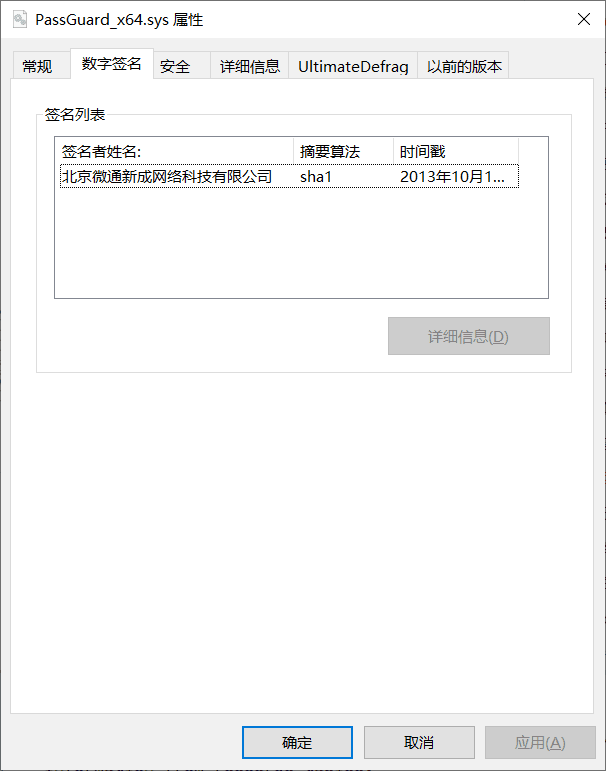 PassGuard_x64.sys 属性
常规 数字签名 安全 详细信息 UltimateDefrag 以前的版本
签名列表
签名者姓名: 摘要算法 时间戳
北京微通新成网络科技有限公司 sha1 2013年10月1...
详细信息(D)
确定 取消 应用(A)